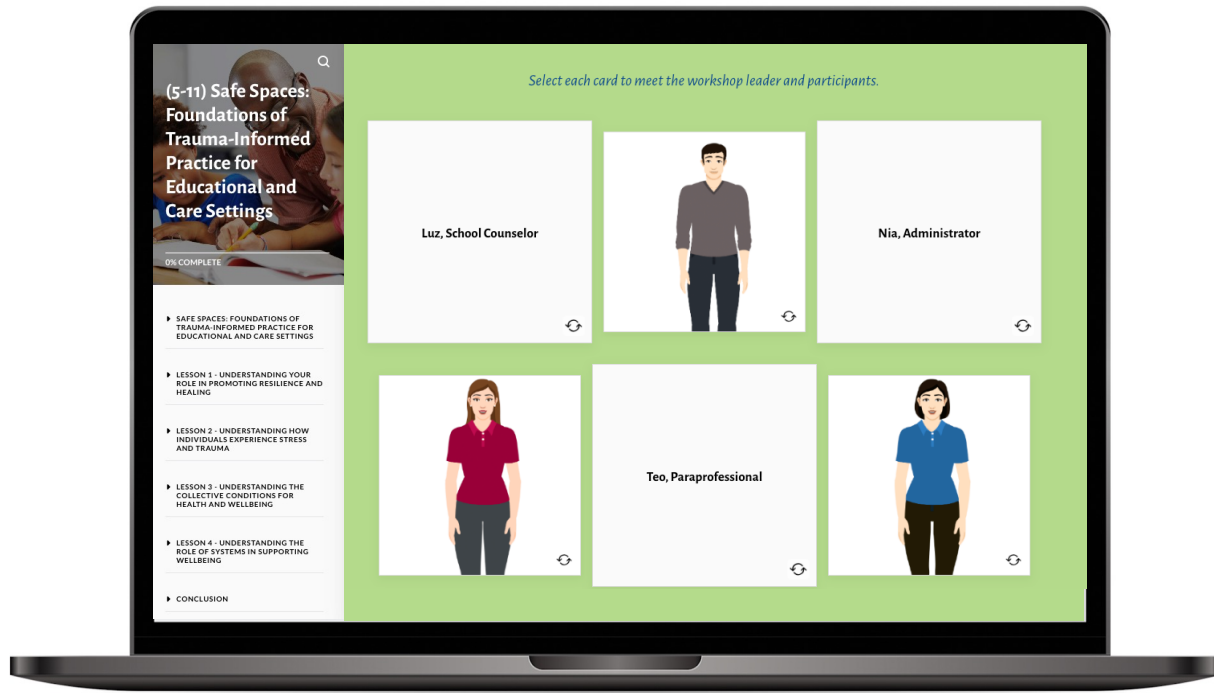 (5-11) Safe Spaces:
Foundations of
Trauma-Informed
Practice for
Educational and
Care Settings
0% COMPLETE
SAFE SPACES: FOUNDATIONS OF
TRAUMA-INFORMED PRACTICE FOR
EDUCATIONAL AND CARE SETTINGS
LESSON 1 - UNDERSTANDING YOUR
ROLE IN PROMOTING RESILIENCE AND
HEALING
LESSON 2 - UNDERSTANDING HOW
INDIVIDUALS EXPERIENCE STRESS
AND TRAUMA
LESSON 3 - UNDERSTANDING THE
COLLECTIVE CONDITIONS FOR
HEALTH AND WELLBEING
LESSON 4 - UNDERSTANDING THE
ROLE OF SYSTEMS IN SUPPORTING
WELLBEING
CONCLUSION
Select each card to meet the workshop leader and participants.
Luz, School Counselor
Nia, Administrator
Teo, Paraprofessional